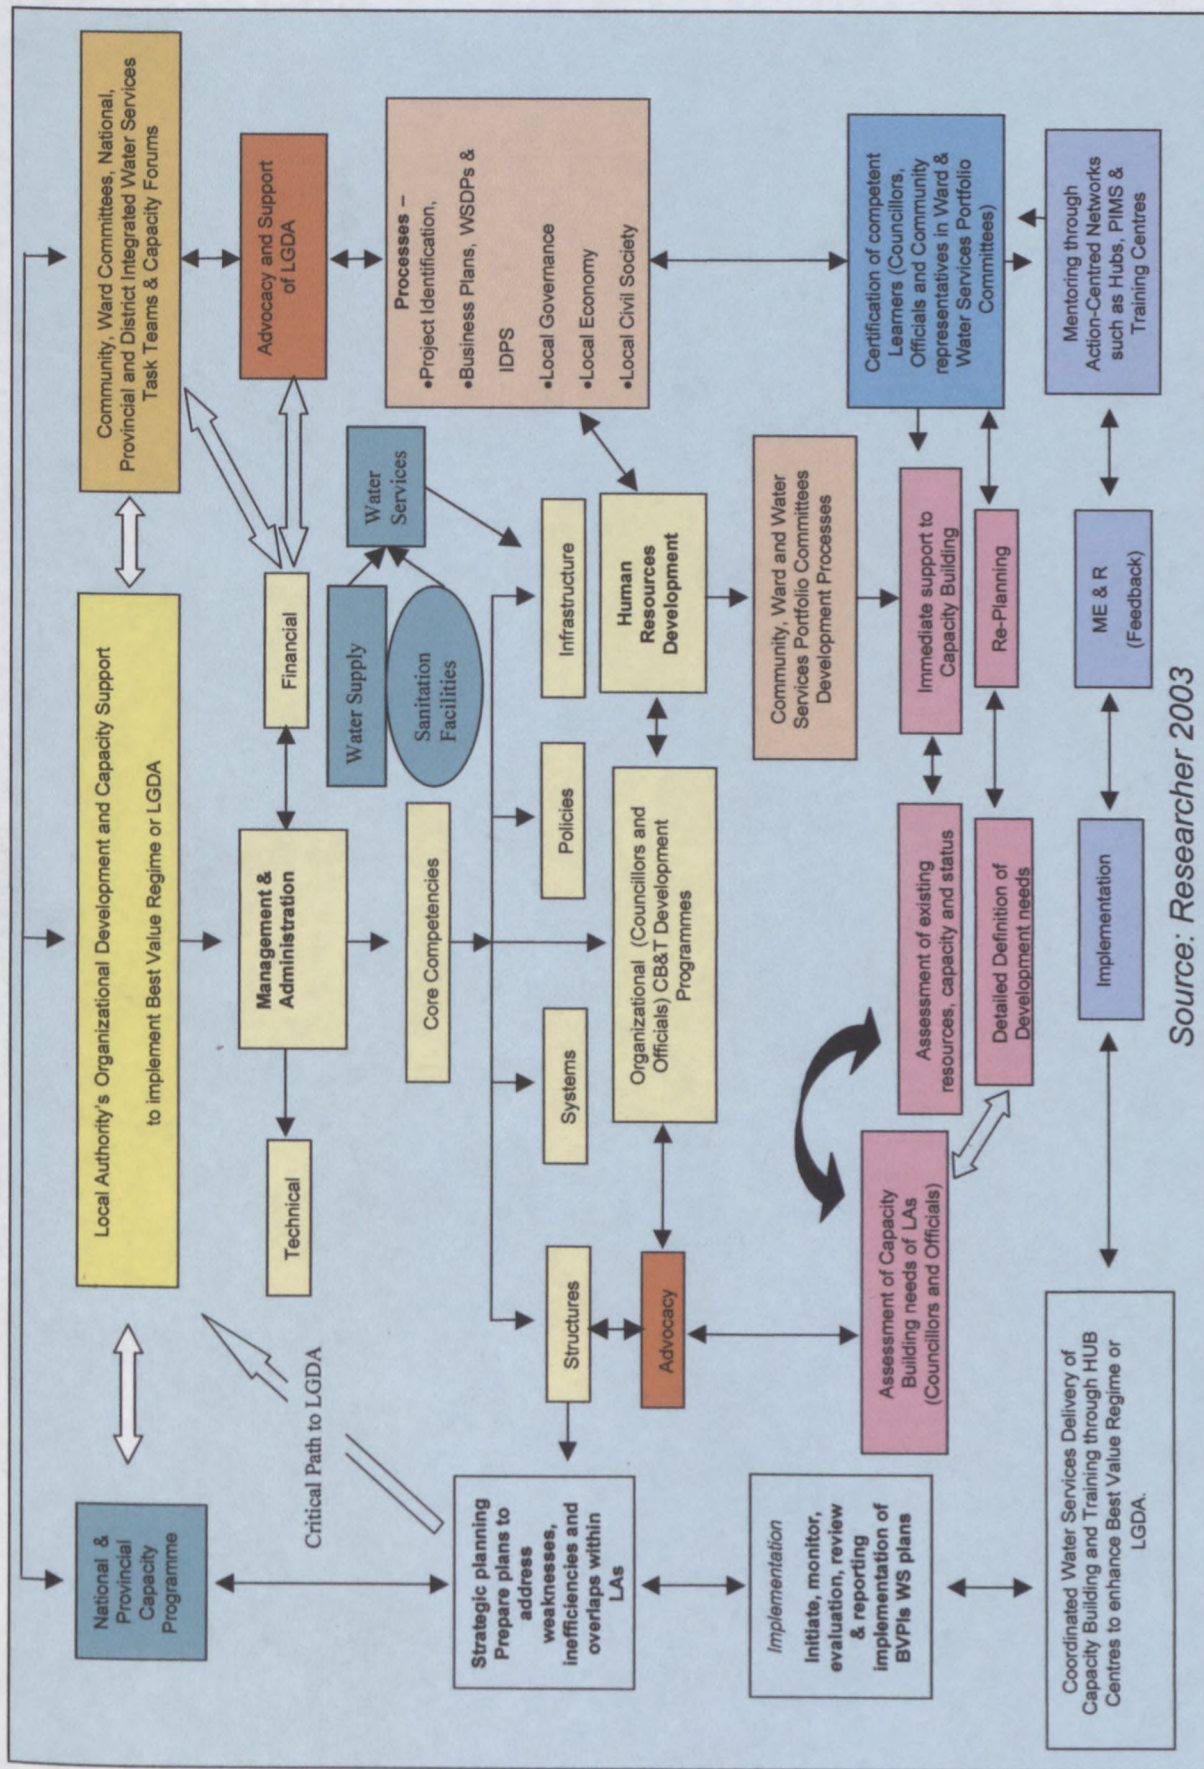 National &
Provincial
Capacity
Programme
Local Authority's Organizational Development and Capacity Support
to implement Best Value Regime or LGDA
Community, Ward Committees, National,
Provincial and District Integrated Water Services
Task Teams & Capacity Forums
Critical Path to LGDA
Technical
Management &
Administration
Financial
Advocacy and Support
of LGDA
Core Competencies
Water Supply
Sanitation
Facilities
Water
Services
Processes –
•Project Identification,
•Business Plans, WSDPs &
IDPS
•Local Governance
•Local Economy
•Local Civil Society
Strategic planning
Prepare plans to
address
weaknesses,
inefficiencies and
overlaps within
LAs
Structures
Systems
Policies
Infrastructure
Advocacy
Organizational (Councillors and
Officials) CB&T Development
Programmes
Human
Resources
Development
Implementation
Initiate, monitor,
evaluation, review
& reporting
implementation of
BVPIs WS plans
Community, Ward and Water
Services Portfolio Committees
Development Processes
Assessment of Capacity
Building needs of LAs
(Councillors and Officials)
Assessment of existing
resources, capacity and status
Immediate support to
Capacity Building
Certification of competent
Learners (Councillors,
Officials and Community
representatives in Ward &
Water Services Portfolio
Committees)
Detailed Definition of
Development needs
Re-Planning
Coordinated Water Services Delivery of
Capacity Building and Training through HUB
Centres to enhance Best Value Regime or
LGDA.
Implementation
ME & R
(Feedback)
Mentoring through
Action-Centred Networks
such as Hubs, PIMS &
Training Centres
Source: Researcher 2003